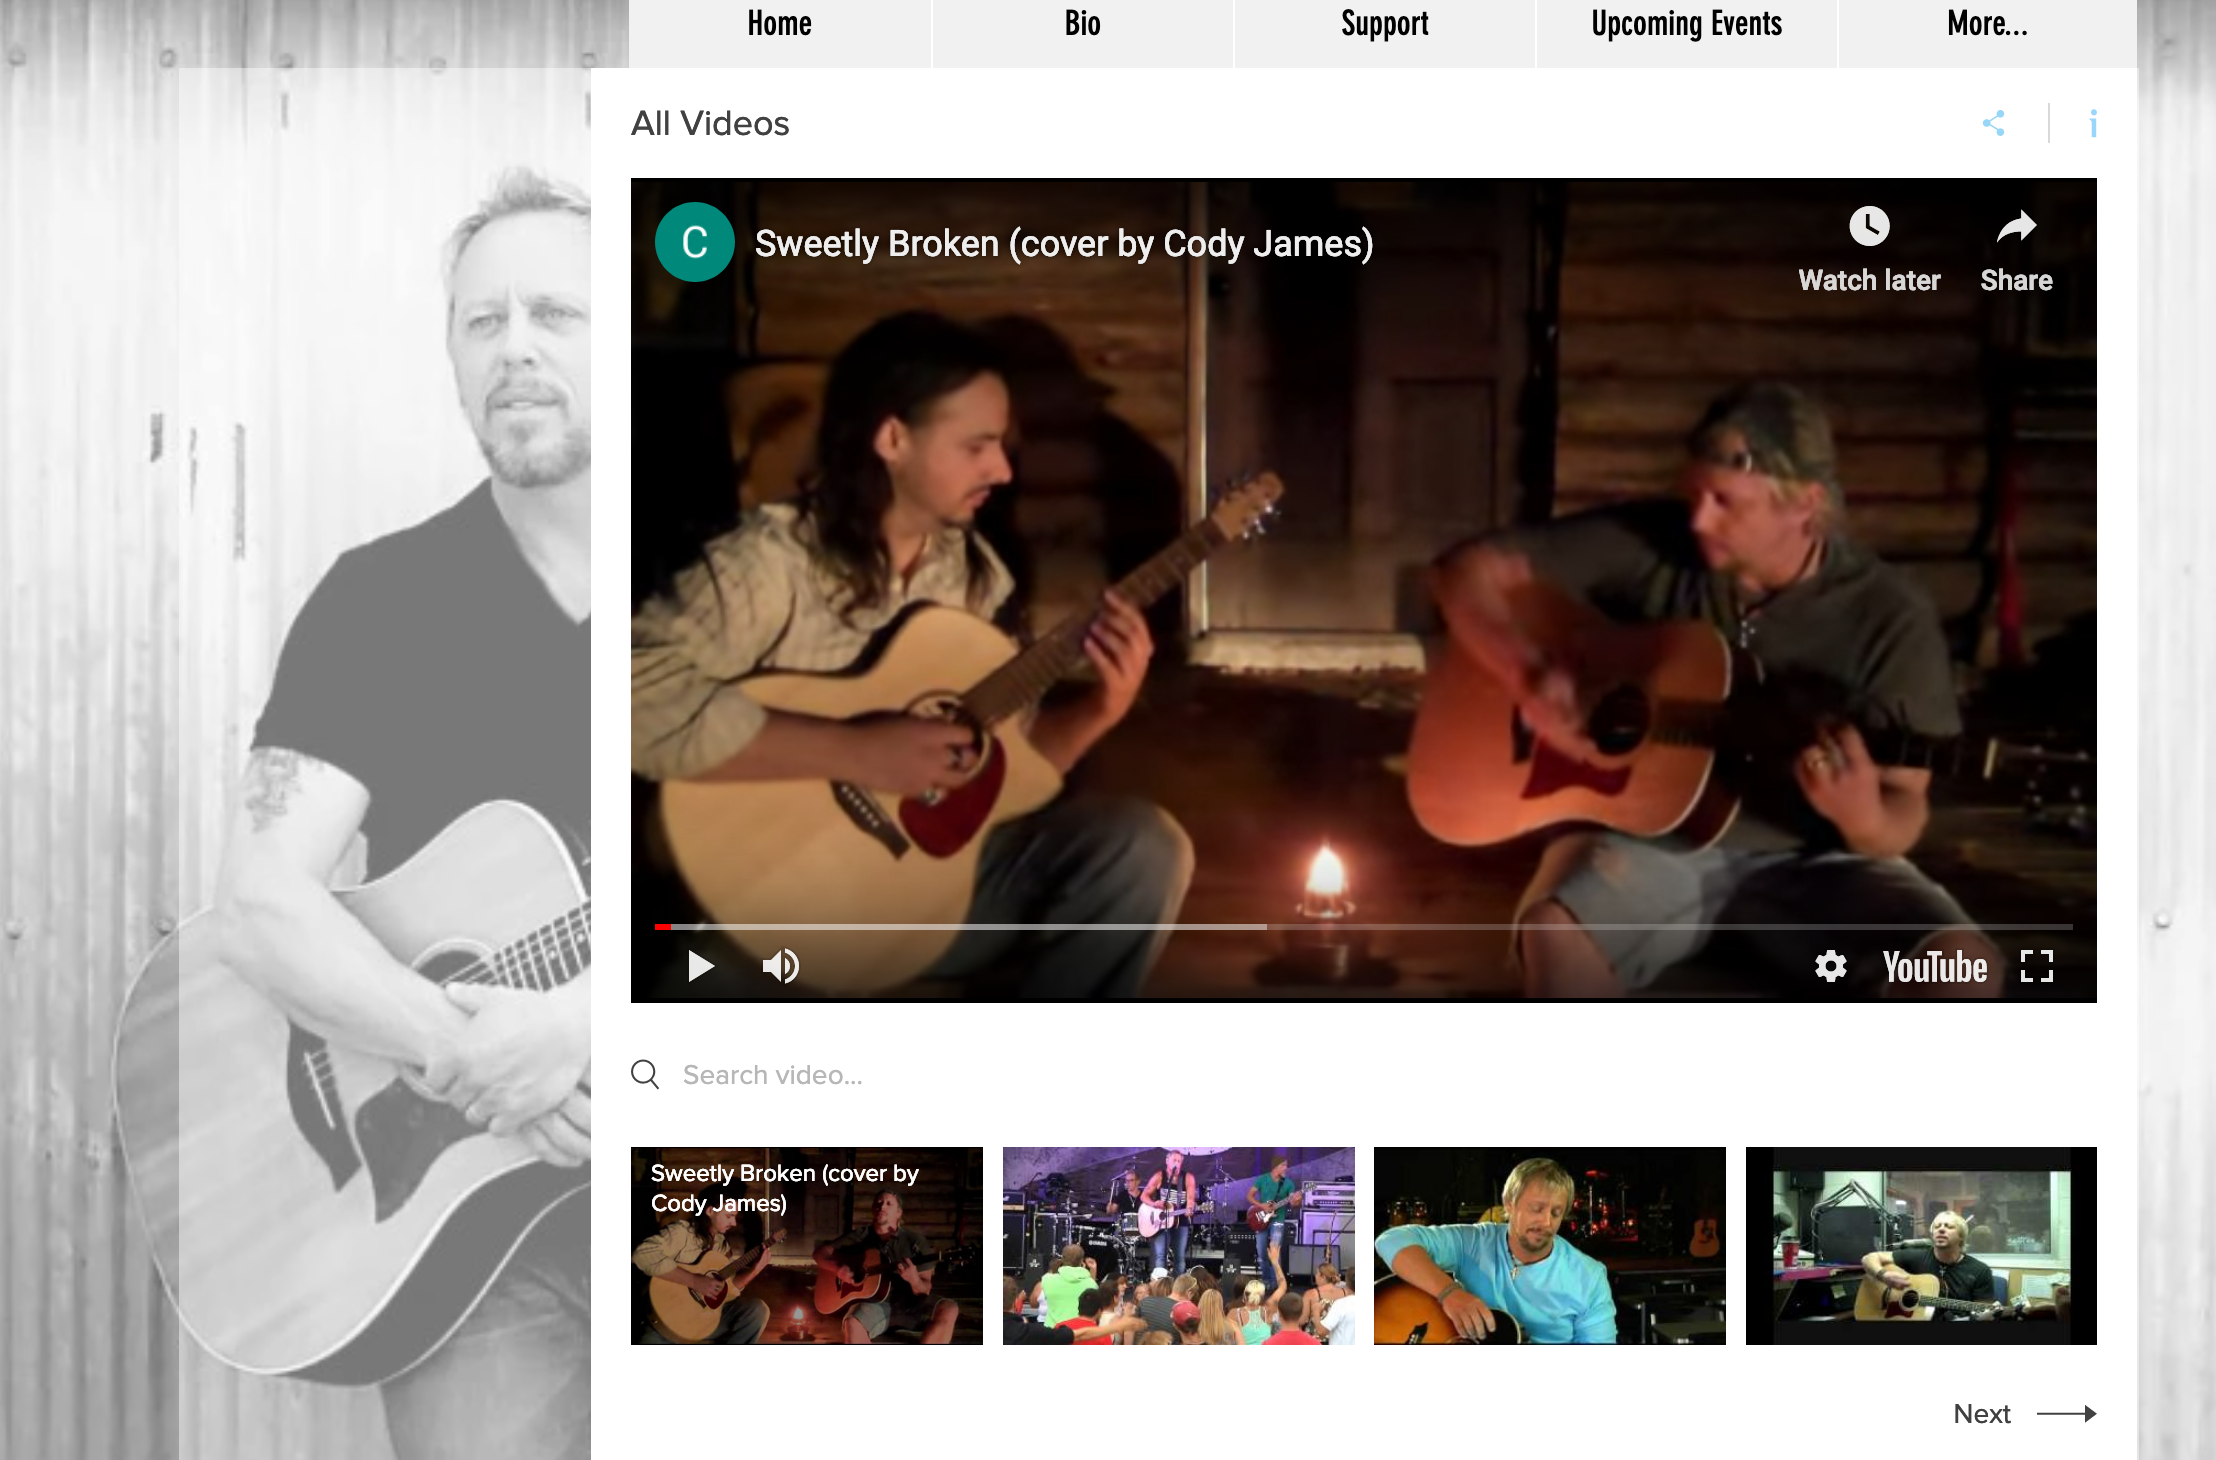 Home
Bio
Support
Upcoming Events
More...
All Videos
C
Sweetly Broken (cover by Cody James)
Watch later
Share
YouTube
Search video...
Sweetly Broken (cover by
Cody James)
Next